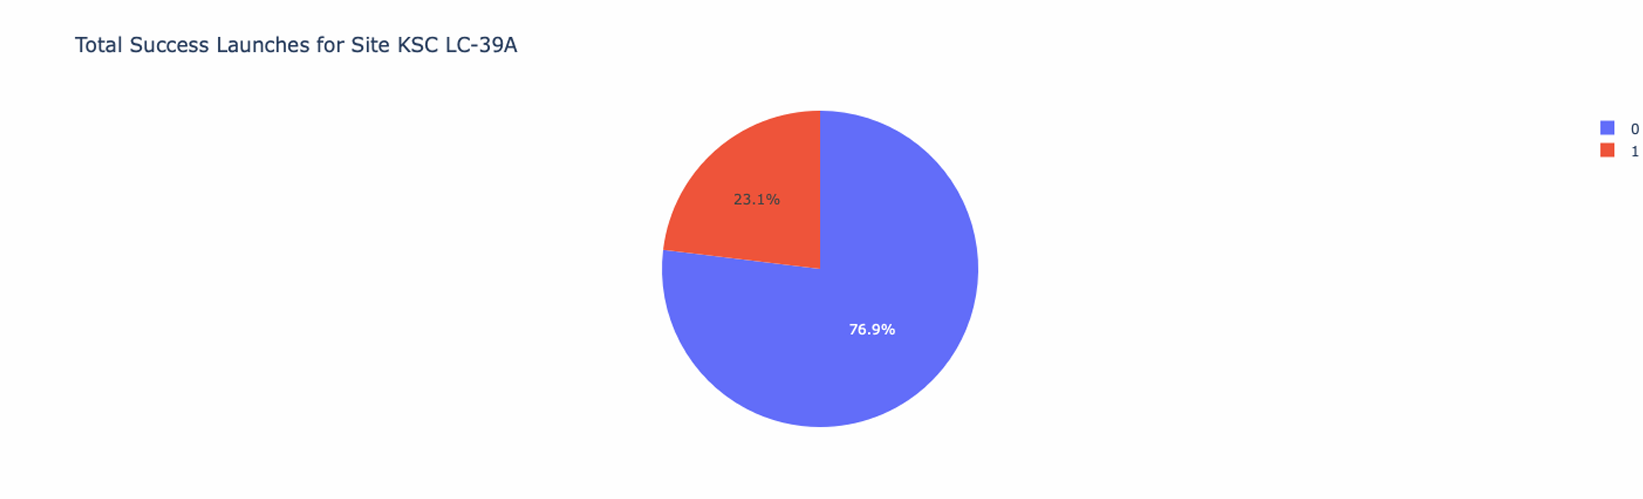 Total Success Launches for Site KSC LC-39A
0
1
23.1%
76.9%